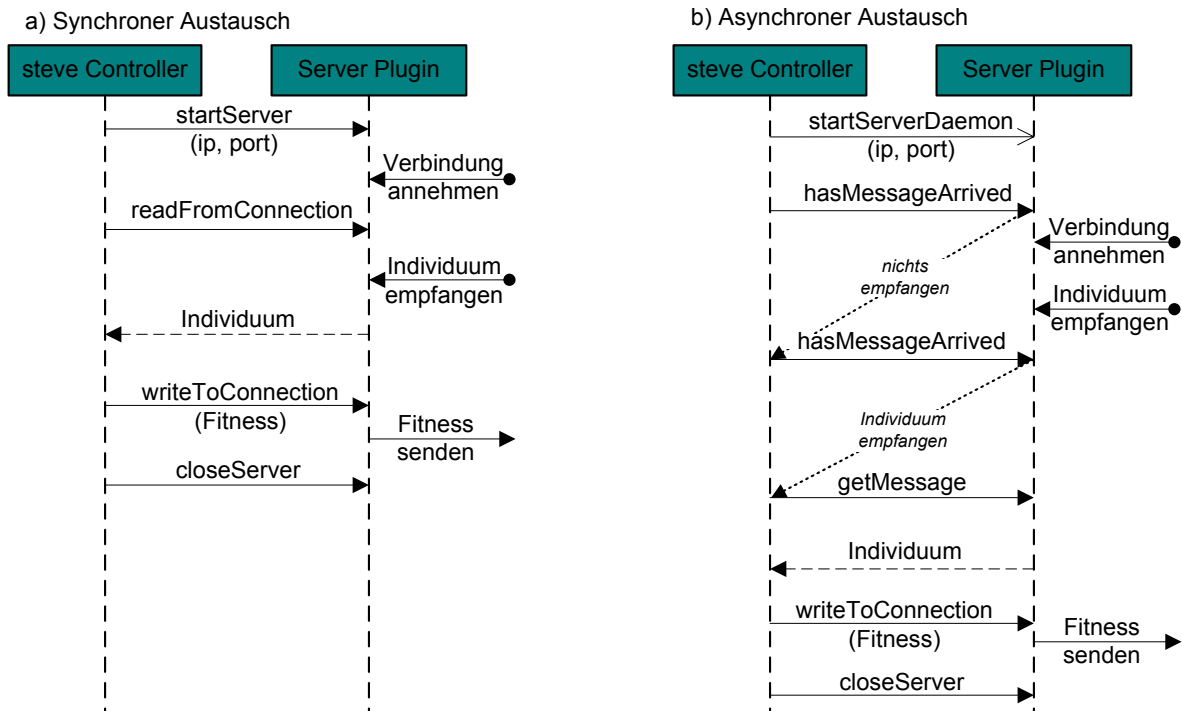 a) Synchroner Austausch
steve Controller
Server Plugin
startServer
(ip, port)
Verbindung
annehmen
readFromConnection
Individuum
empfangen
Individuum
writeToConnection
(Fitness)
Fitness
senden
closeServer
b) Asynchroner Austausch
steve Controller
Server Plugin
startServerDaemon
(ip, port)
hasMessageArrived
Verbindung
annehmen
nichts
empfangen
Individuum
empfangen
hasMessageArrived
Individuum
empfangen
getMessage
Individuum
writeToConnection
(Fitness)
Fitness
senden
closeServer